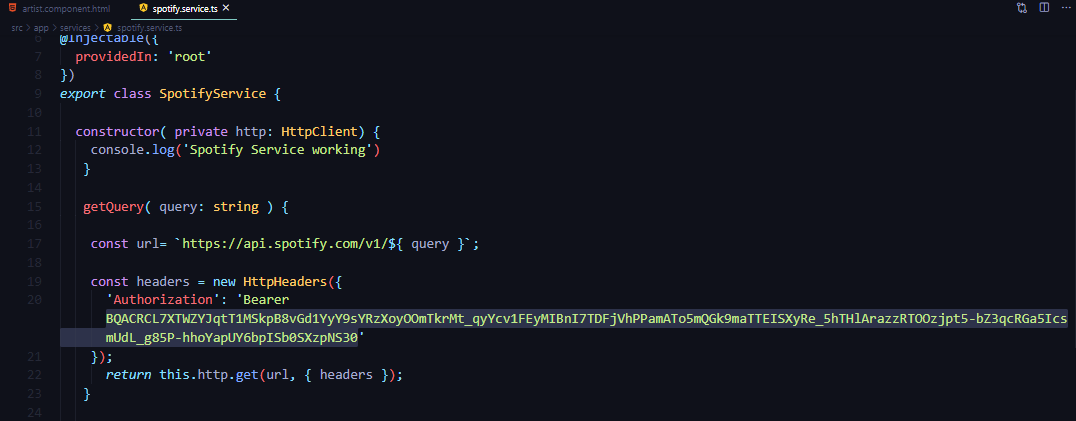 artist.component.html spotify.service.ts
src > app > services > spotify.service.ts
6 @Injectable({
7 providedIn: 'root'
8 })
9 export class SpotifyService {
10
11 constructor( private http: HttpClient) {
12 console.log('Spotify Service working')
13 }
14
15 getQuery( query: string ) {
16
17 const url= `https://api.spotify.com/v1/${ query }`;
18
19 const headers = new HttpHeaders({
20 'Authorization': 'Bearer
BQACRCL7XTWZYJqtT1MSkpB8vGd1YyY9sYRzXoyOOmTkrMt_qyYcv1FEyMIBnI7TDFjVhPPamATo5mQGk9maTTEISXyRe_5hTHlArazzRTOOzjpt5-bZ3qcRGa5Ics
mUdL_g85P-hhoYapUY6bpISb0SXzpNS30'
21 });
22 return this.http.get(url, { headers });
23 }
24